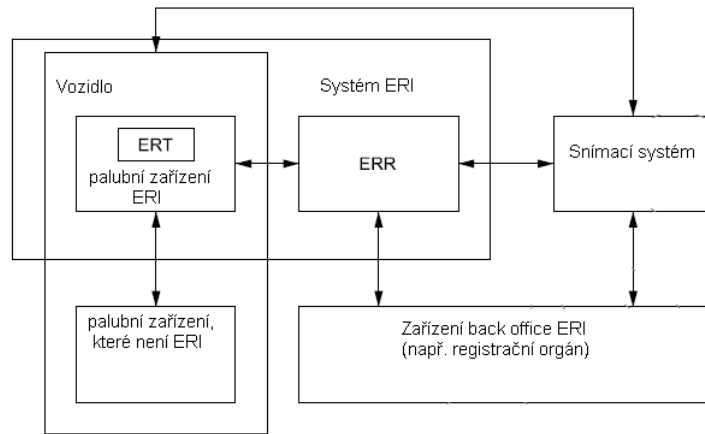 Vozidlo
Systém ERI
ERT
palubní zařízení
ERI
ERR
Snímací systém
palubní zařízení,
které není ERI
Zařízení back office ERI
(např. registrační orgán)